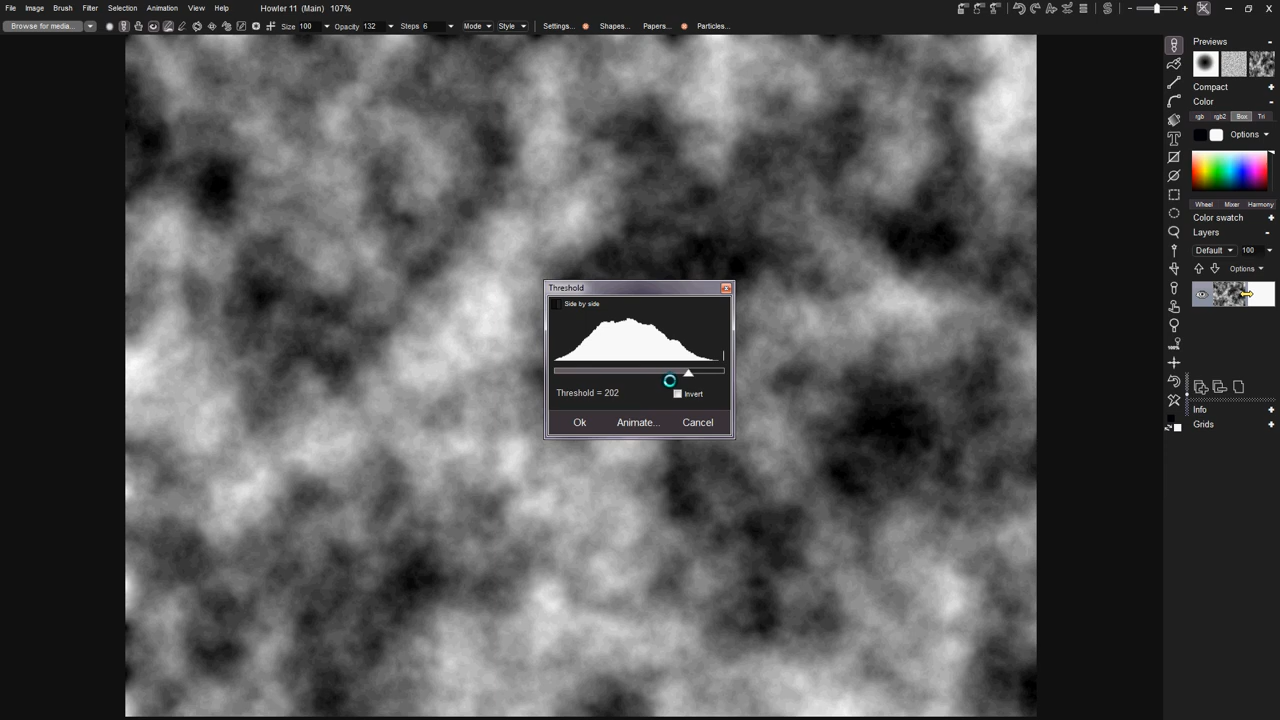 File Image Brush Filter Selection Animation View Help Howler 11 (Main) 107%
Browse for media... Size 100 Opacity 132 Steps 6 Mode Style Settings... Shapes... Papers... Particles...
Previews
Compact
Color
rgb rgb2 Box Tri
Options
Wheel Mixer Harmony
Color swatch
Layers
Default 100
Options
Threshold
Side by side
Threshold = 202
Invert
Ok Animate... Cancel
100%
Info
Grids